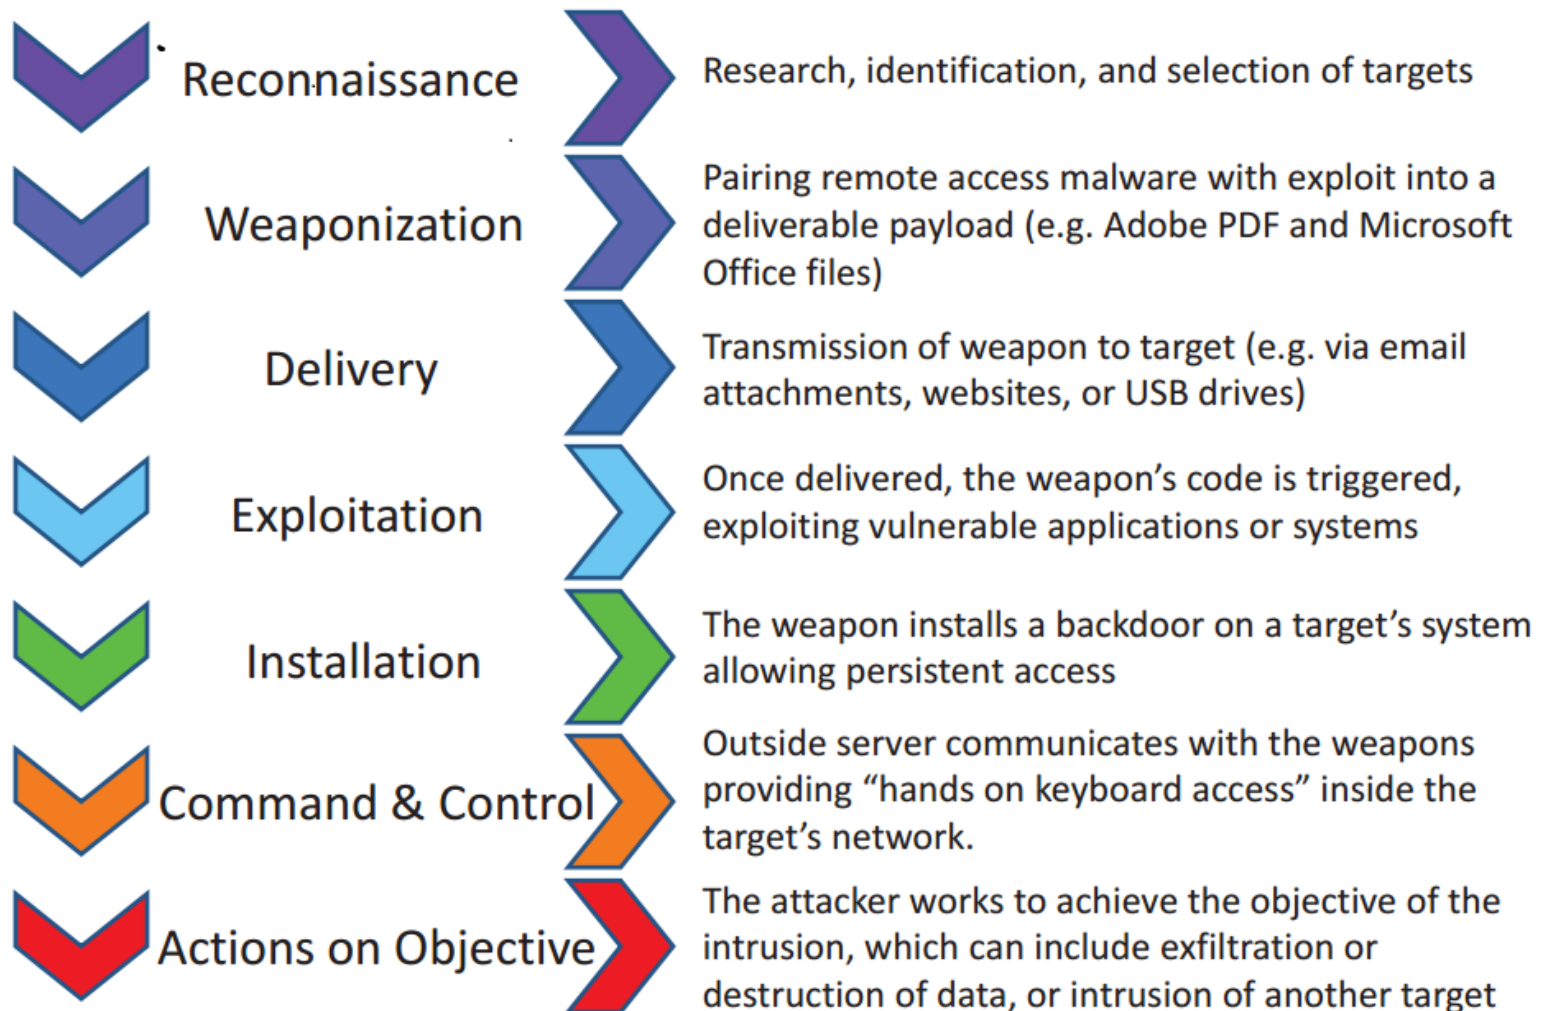 Reconnaissance
Research, identification, and selection of targets
Weaponization
Pairing remote access malware with exploit into a
deliverable payload (e.g. Adobe PDF and Microsoft
Office files)
Delivery
Transmission of weapon to target (e.g. via email
attachments, websites, or USB drives)
Exploitation
Once delivered, the weapon’s code is triggered,
exploiting vulnerable applications or systems
Installation
The weapon installs a backdoor on a target’s system
allowing persistent access
Command & Control
Outside server communicates with the weapons
providing “hands on keyboard access” inside the
target’s network.
Actions on Objective
The attacker works to achieve the objective of the
intrusion, which can include exfiltration or
destruction of data, or intrusion of another target